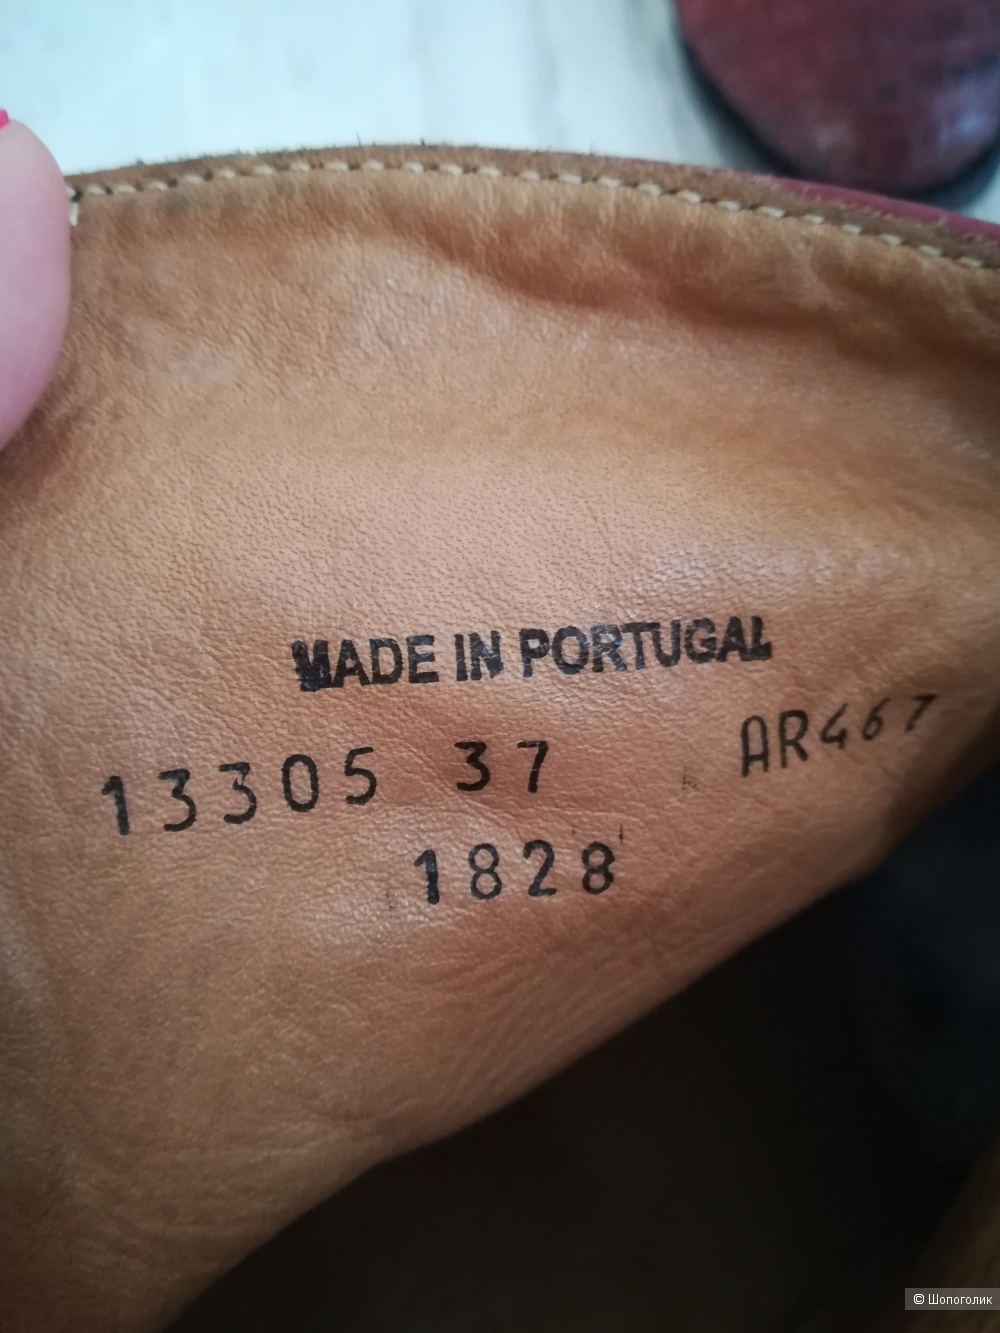 MADE IN PORTUGAL
13305 37 AR467
1828
© Шопоголик